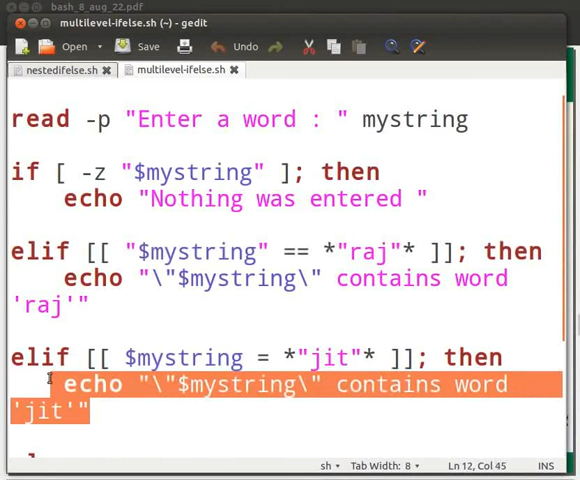 bash_8_aug_22.pdf
multilevel-ifelse.sh (~) - gedit
Open Save Undo
nestedifelse.sh multilevel-ifelse.sh
read -p "Enter a word : " mystring
if [ -z "$mystring" ]; then
echo "Nothing was entered "
elif [[ "$mystring" == *"raj"* ]]; then
echo "\"$mystring\" contains word
'raj'"
elif [[ $mystring = *"jit"* ]]; then
echo "\"$mystring\" contains word
'jit'"
sh Tab Width: 8 Ln 12, Col 45 INS